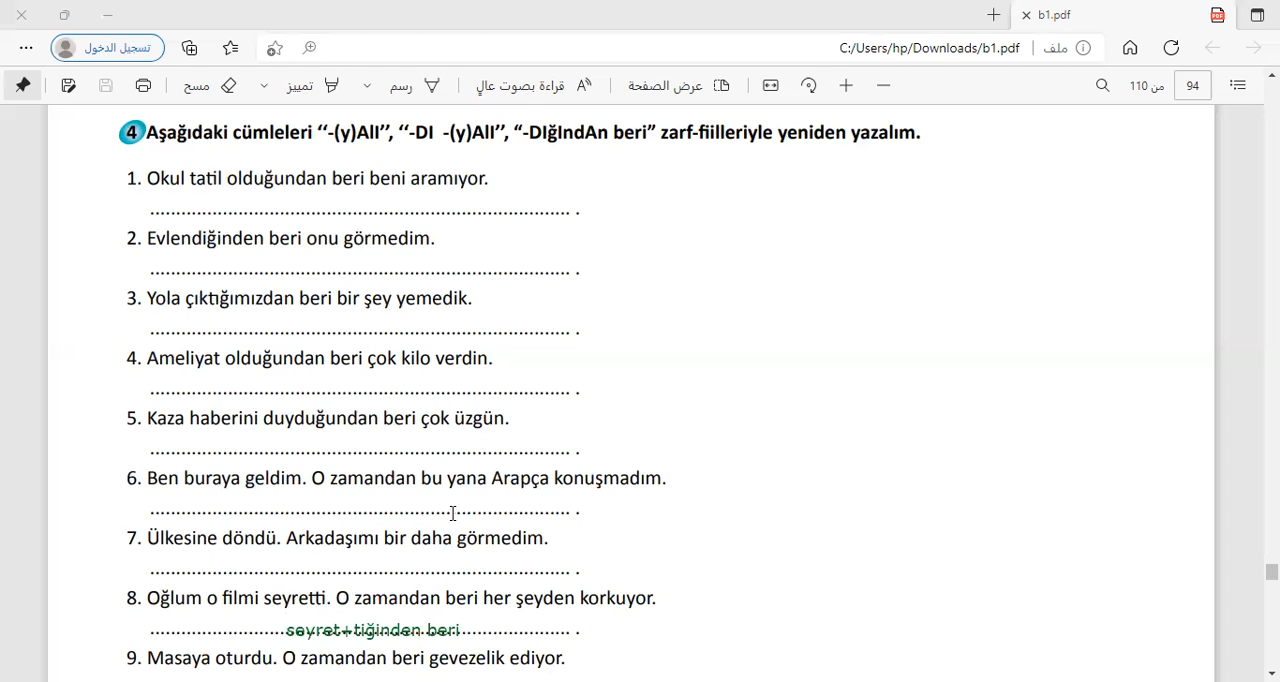 b1.pdf
تسجيل الدخول
C:/Users/hp/Downloads/b1.pdf
ملف
مسح
تمييز
رسم
قراءة بصوت عالٍ
عرض الصفحة
من 110
94
4 Aşağıdaki cümleleri ‘‘-(y)AlI’’, ‘‘-DI -(y)AlI’’, “-DIğIndAn beri” zarf-fiilleriyle yeniden yazalım.
1. Okul tatil olduğundan beri beni aramıyor.
................................................................................. .
2. Evlendiğinden beri onu görmedim.
................................................................................. .
3. Yola çıktığımızdan beri bir şey yemedik.
................................................................................. .
4. Ameliyat olduğundan beri çok kilo verdin.
................................................................................. .
5. Kaza haberini duyduğundan beri çok üzgün.
................................................................................. .
6. Ben buraya geldim. O zamandan bu yana Arapça konuşmadım.
................................................................................. .
7. Ülkesine döndü. Arkadaşımı bir daha görmedim.
................................................................................. .
8. Oğlum o filmi seyretti. O zamandan beri her şeyden korkuyor.
..........................seyret+tiğinden beri...................... .
9. Masaya oturdu. O zamandan beri gevezelik ediyor.